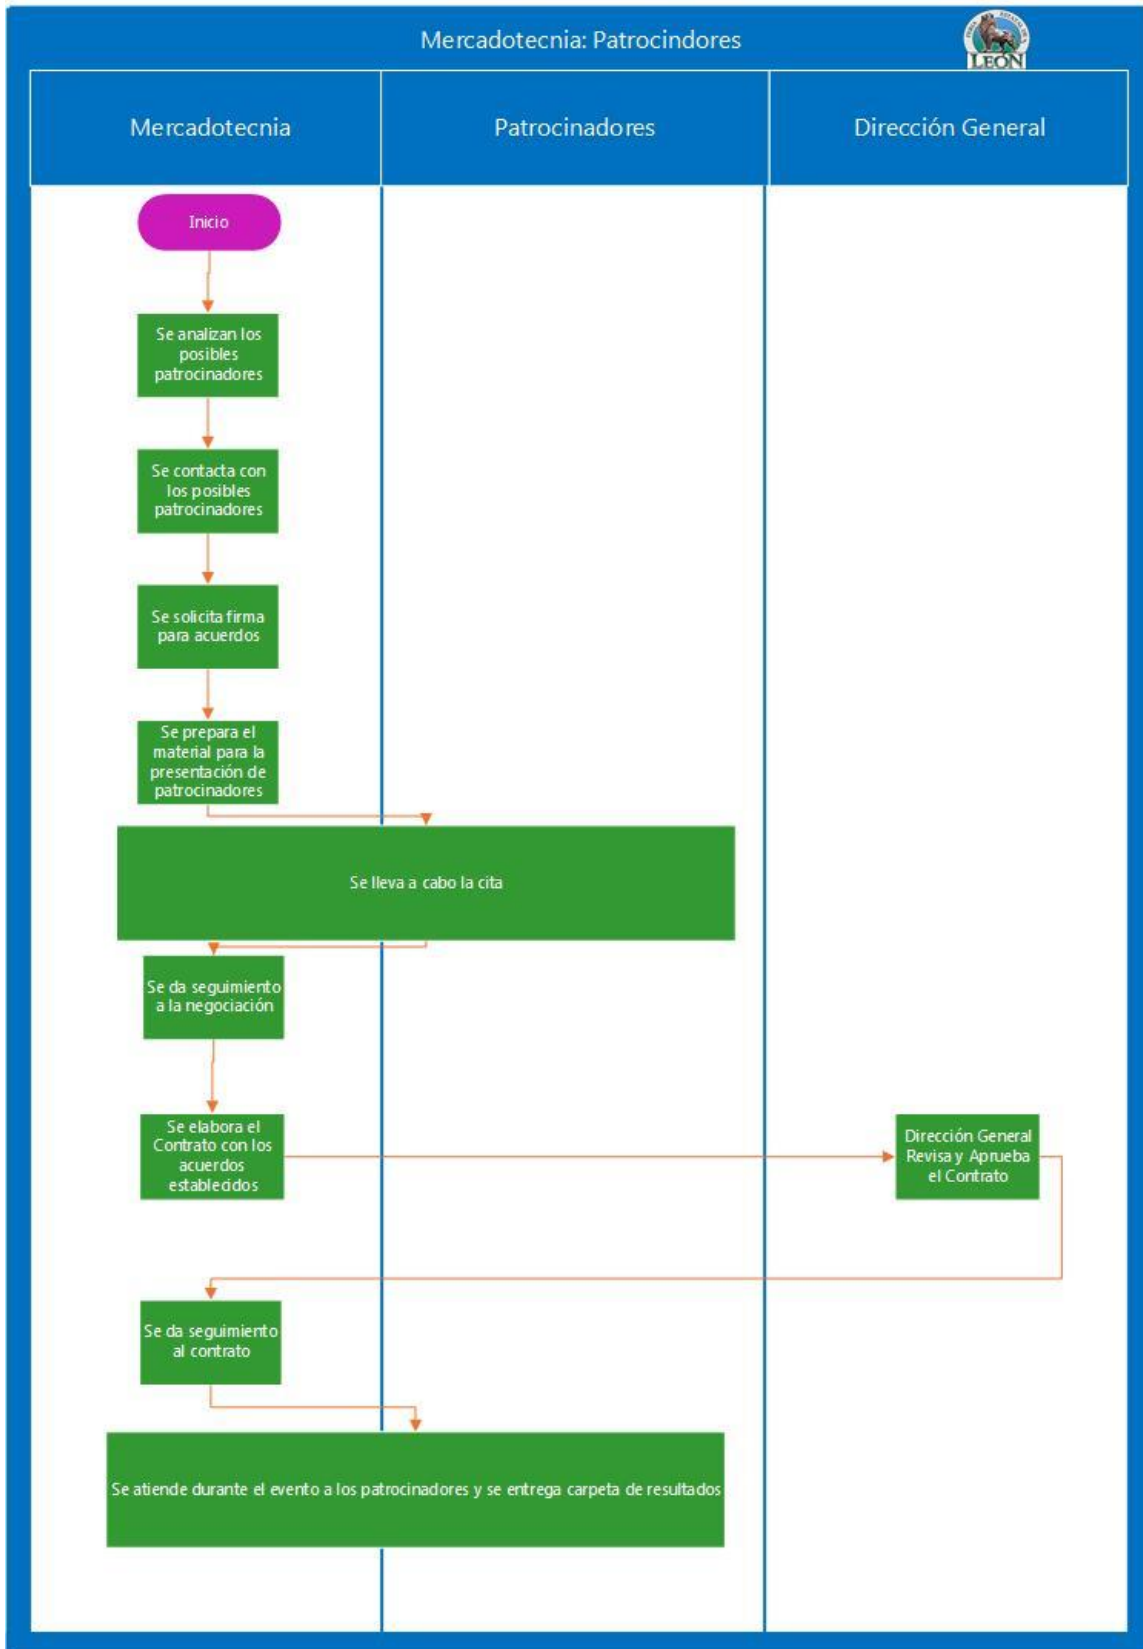 Mercadotecnia: Patrocindores
LEÓN
Mercadotecnia
Patrocinadores
Dirección General
Inicio
Se analizan los
posibles
patrocinadores
Se contacta con
los posibles
patrocinadores
Se solicita firma
para acuerdos
Se prepara el
material para la
presentación de
patrocinadores
Se lleva a cabo la cita
Se da seguimiento
a la negociación
Se elabora el
Contrato con los
acuerdos
establecidos
Dirección General
Revisa y Aprueba
el Contrato
Se da seguimiento
al contrato
Se atiende durante el evento a los patrocinadores y se entrega carpeta de resultados